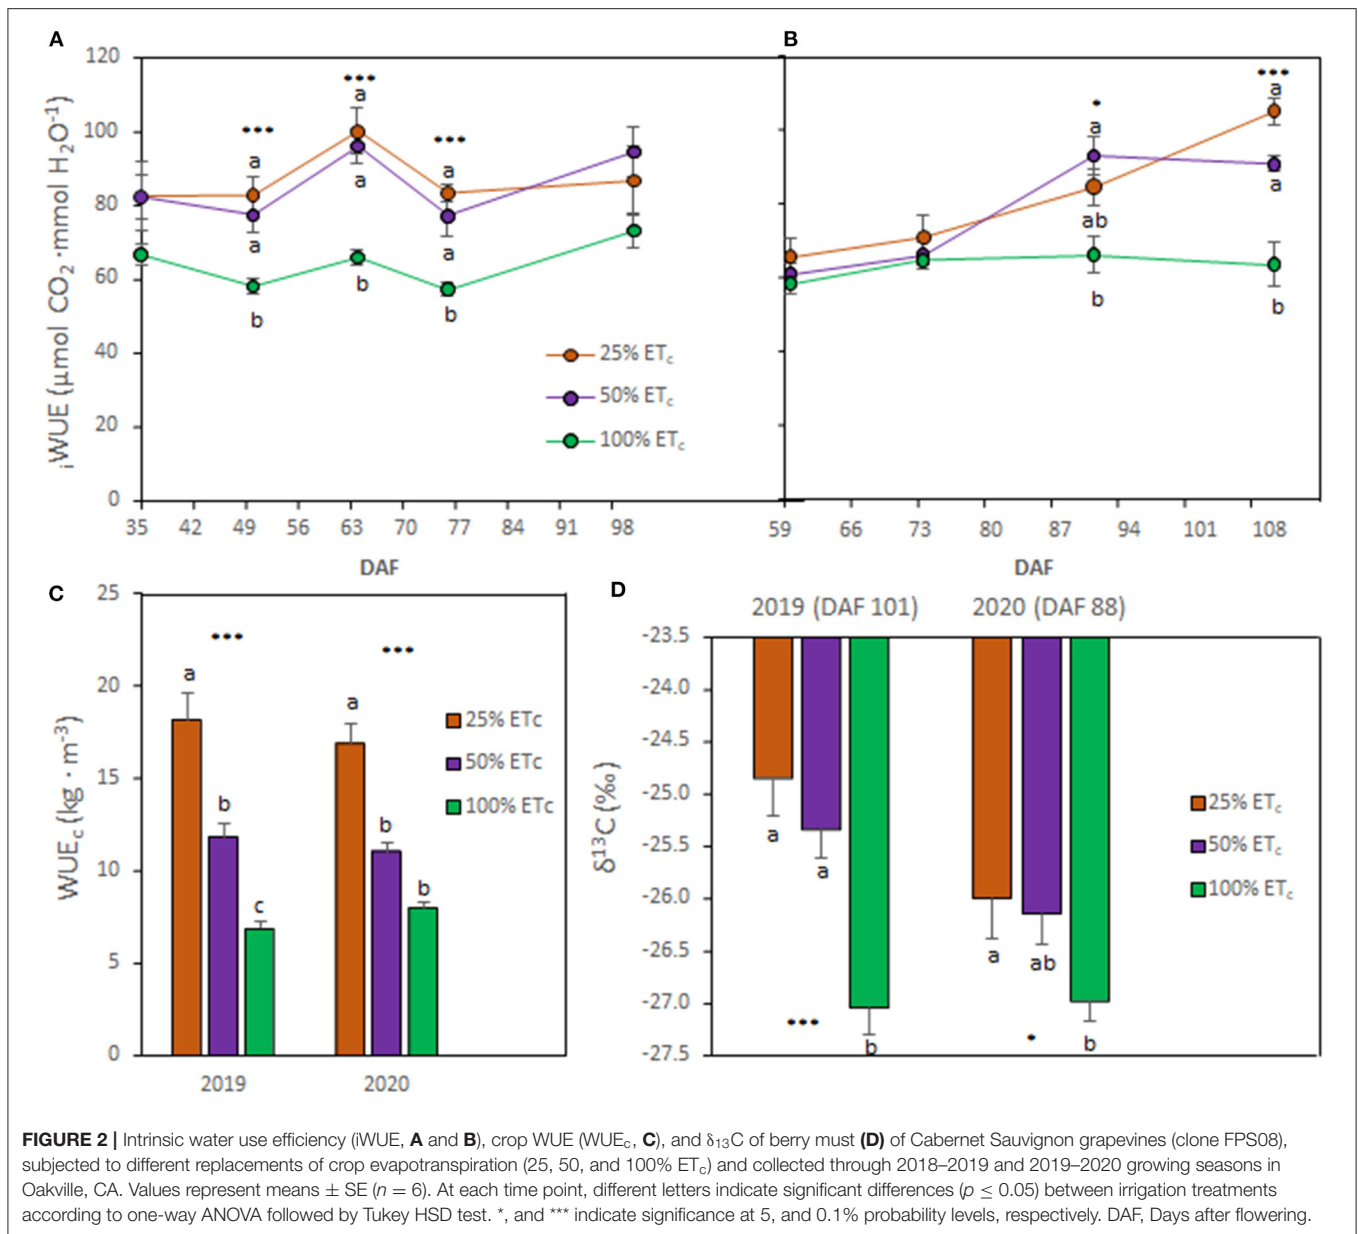 A
B
120
100
80
60
40
20
0
iWUE (µmol CO2 ·mmol H2O-1)
***
a
a
b
***
a
a
b
***
a
a
b
*
a
ab
b
***
a
a
b
25% ETc
50% ETc
100% ETc
35 42 49 56 63 70 77 84 91 98
59 66 73 80 87 94 101 108
DAF
DAF
C
25
20
15
10
5
0
WUEc (kg · m-3)
***
a
b
c
***
a
b
b
25% ETc
50% ETc
100% ETc
2019 2020
D
2019 (DAF 101) 2020 (DAF 88)
-23.5
-24.0
-24.5
-25.0
-25.5
-26.0
-26.5
-27.0
-27.5
δ13C (‰)
a
a
b
***
a
ab
b
*
25% ETc
50% ETc
100% ETc
FIGURE 2 | Intrinsic water use efficiency (iWUE, A and B), crop WUE (WUEc, C), and δ13C of berry must (D) of Cabernet Sauvignon grapevines (clone FPS08),
subjected to different replacements of crop evapotranspiration (25, 50, and 100% ETc) and collected through 2018–2019 and 2019–2020 growing seasons in
Oakville, CA. Values represent means ± SE (n = 6). At each time point, different letters indicate significant differences (p ≤ 0.05) between irrigation treatments
according to one-way ANOVA followed by Tukey HSD test. *, and *** indicate significance at 5, and 0.1% probability levels, respectively. DAF, Days after flowering.